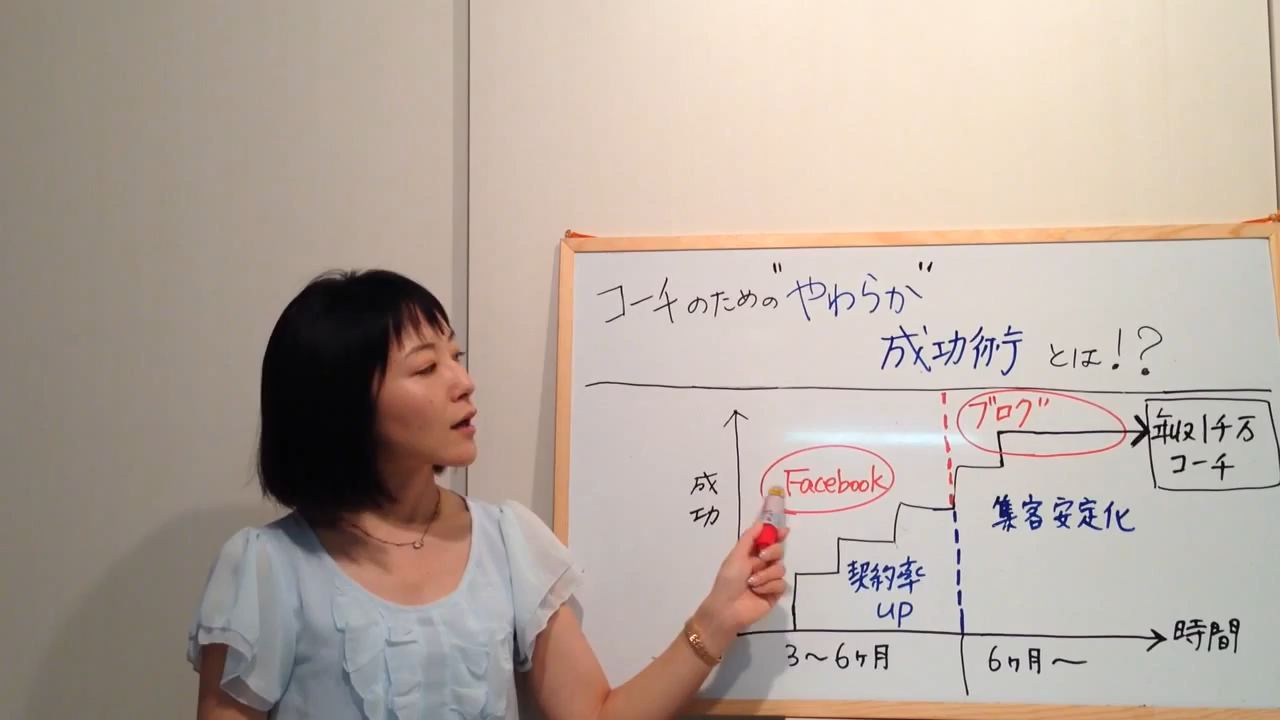 コーチのための"やわらか"
成功術とは!?
ブログ
年収1千万
コーチ
Facebook
成功
集客安定化
契約率
UP
時間
3〜6ヶ月
6ヶ月〜